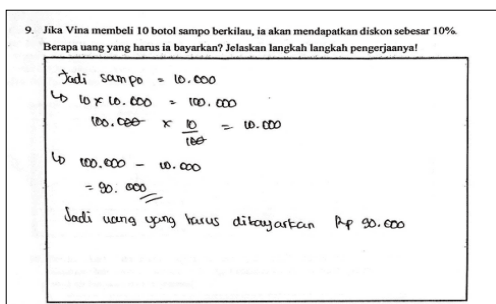 9. Jika Vina membeli 10 botol sampo berkilau, ia akan mendapatkan diskon sebesar 10%.
Berapa uang yang harus ia bayarkan? Jelaskan langkah langkah pengerjaanya!
Jadi sampo = 10.000
↳ 10 x 10.000 = 100.000
100.000 x 10/100 = 10.000
↳ 100.000 - 10.000
= 90.000
Jadi uang yang harus dibayarkan Rp 90.000